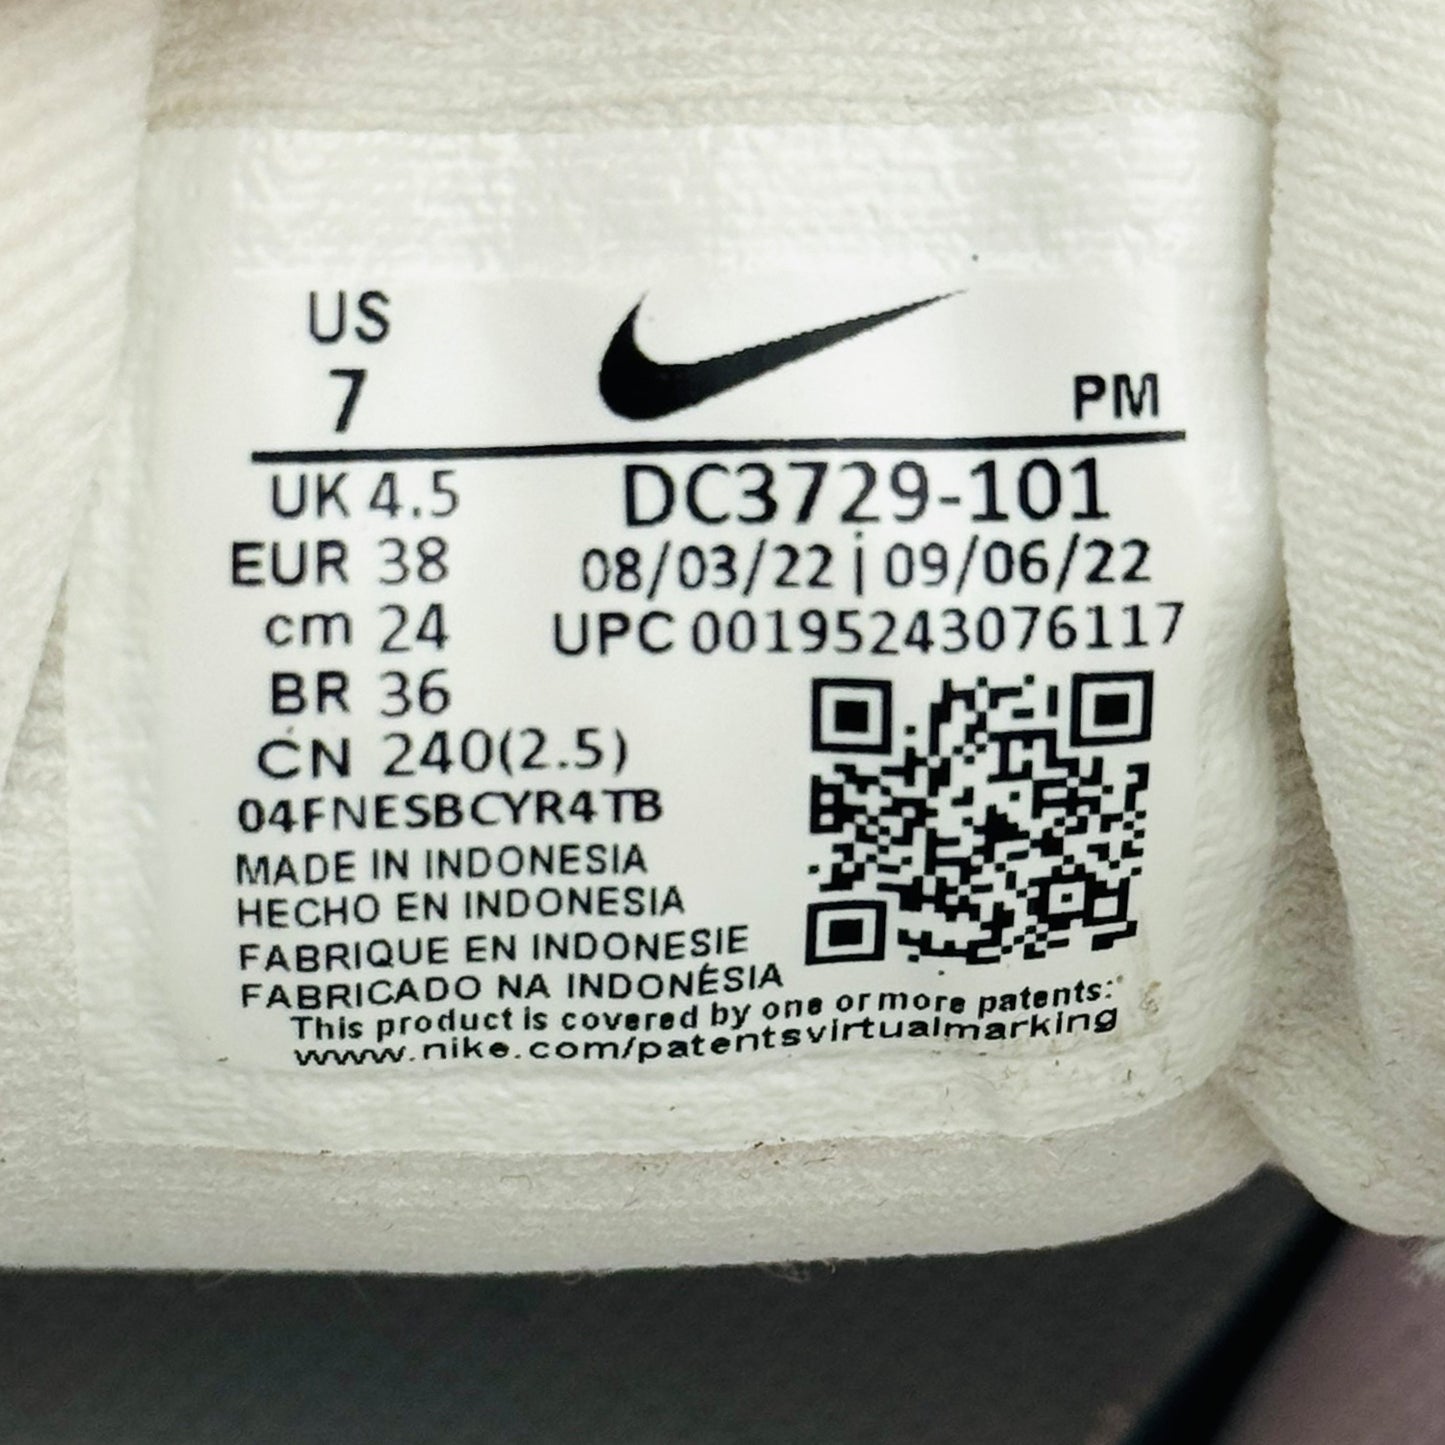 US
7
PM
UK 4.5
DC3729-101
EUR 38
08/03/22 | 09/06/22
cm 24
UPC 00195243076117
BR 36
CN 240(2.5)
04FNESBCYR4TB
MADE IN INDONESIA
HECHO EN INDONESIA
FABRIQUE EN INDONESIE
FABRICADO NA INDONÉSIA
This product is covered by one or more patents:
www.nike.com/patentsvirtualmarking